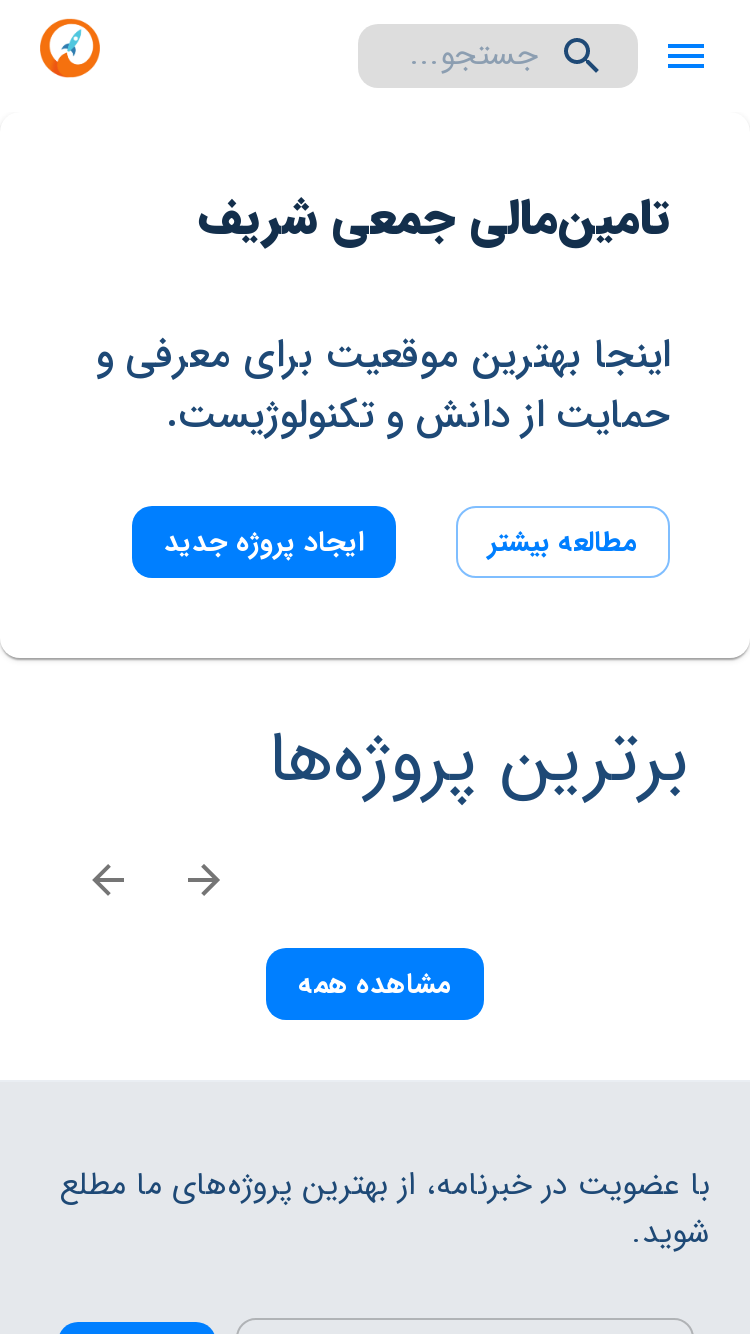 جستجو...
تامین‌مالی جمعی شریف
اینجا بهترین موقعیت برای معرفی و
حمایت از دانش و تکنولوژیست.
مطالعه بیشتر
ایجاد پروژه جدید
برترین پروژه‌ها
مشاهده همه
با عضویت در خبرنامه، از بهترین پروژه‌های ما مطلع
شوید.